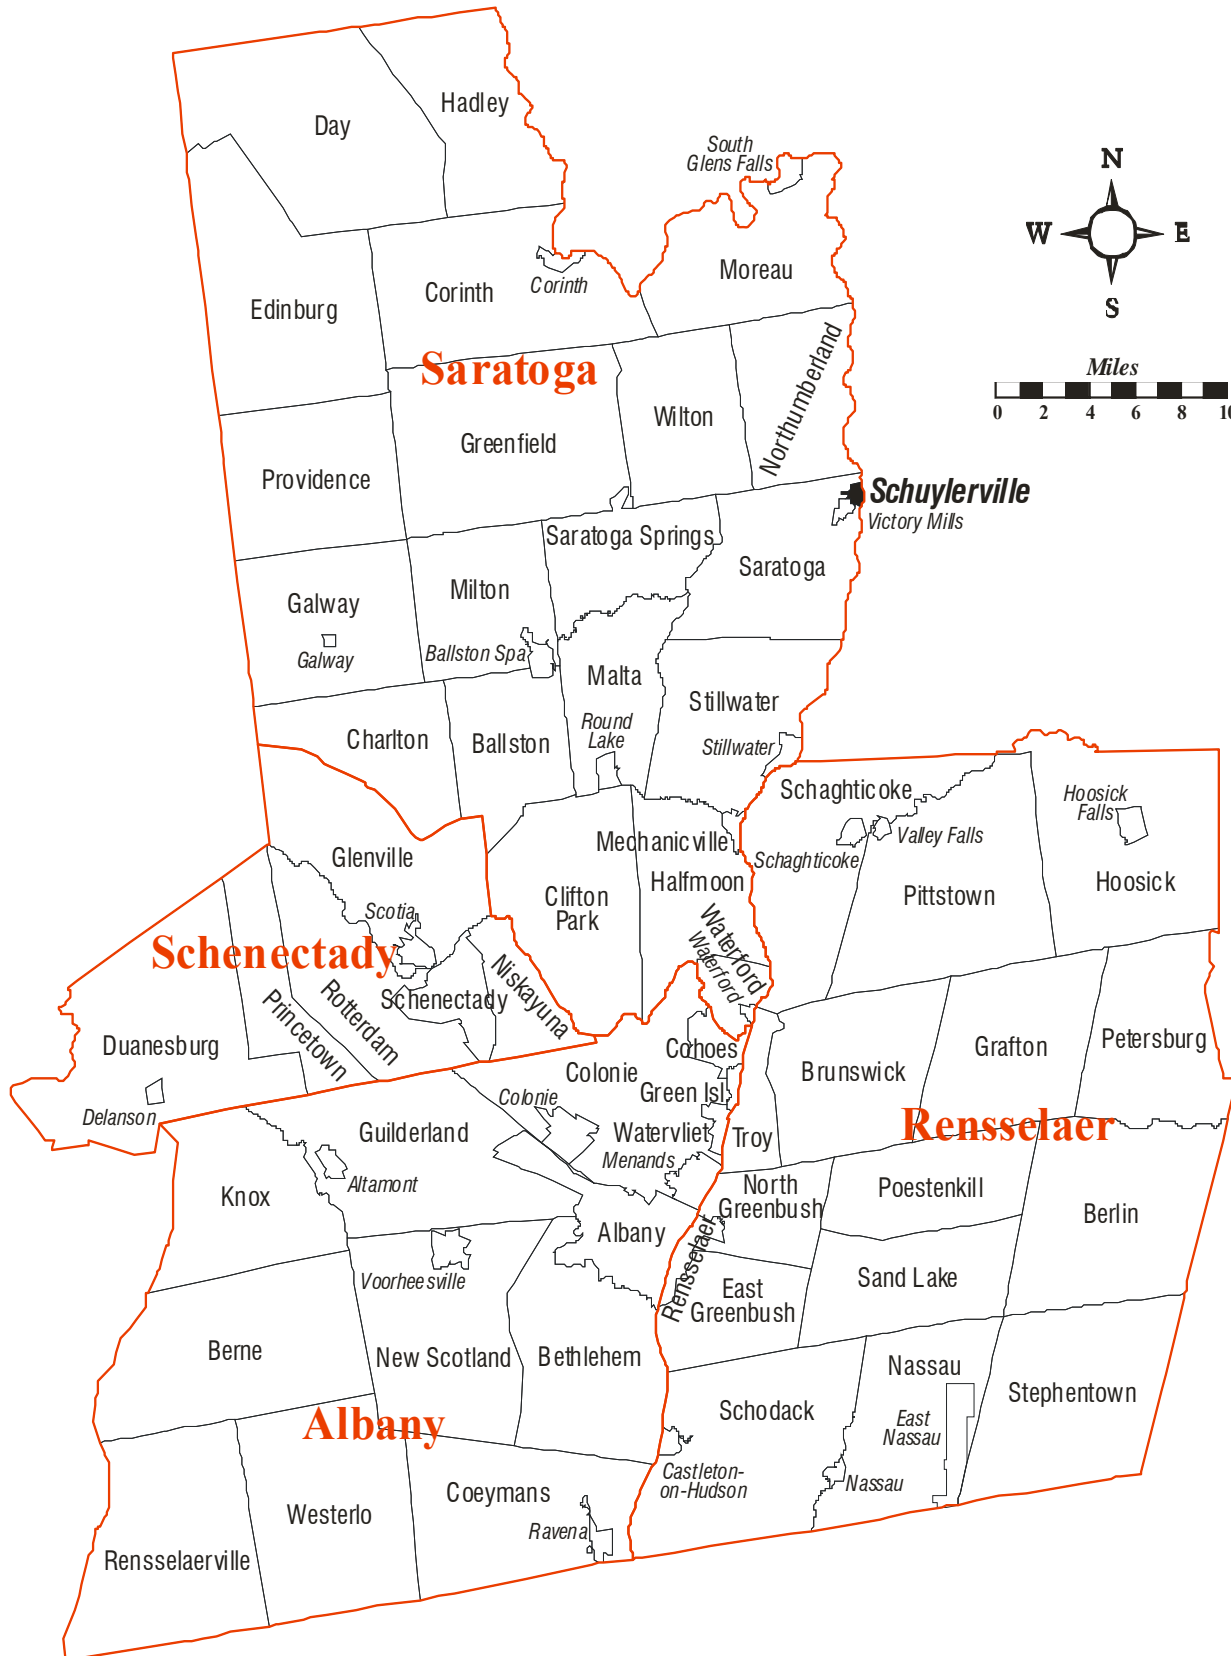 Hadley
Day
South
Glens Falls
N
W
E
S
Moreau
Corinth
Corinth
Edinburg
Northumberland
Saratoga
Miles
0 2 4 6 8 10
Wilton
Greenfield
Providence
Schuylerville
Victory Mills
Saratoga Springs
Saratoga
Milton
Galway
Galway
Ballston Spa
Malta
Stillwater
Round
Lake
Stillwater
Charlton
Ballston
Schaghticoke
Hoosick
Falls
Mechanicville
Valley Falls
Schaghticoke
Glenville
Halfmoon
Hoosick
Clifton
Park
Pittstown
Scotia
Waterford
Waterford
Schenectady
Schenectady
Niskayuna
Rotterdam
Princetown
Duanesburg
Delanson
Cohoes
Colonie
Green Isl.
Colonie
Brunswick
Grafton
Petersburg
Rensselaer
Guilderland
Watervliet
Troy
Menands
Altamont
Knox
North
Greenbush
Poestenkill
Berlin
Albany
Rensselaer
Voorheesville
Sand Lake
East
Greenbush
Berne
New Scotland
Bethlehem
Nassau
Stephentown
Albany
Schodack
East
Nassau
Castleton-
on-Hudson
Nassau
Coeymans
Westerlo
Ravena
Rensselaerville